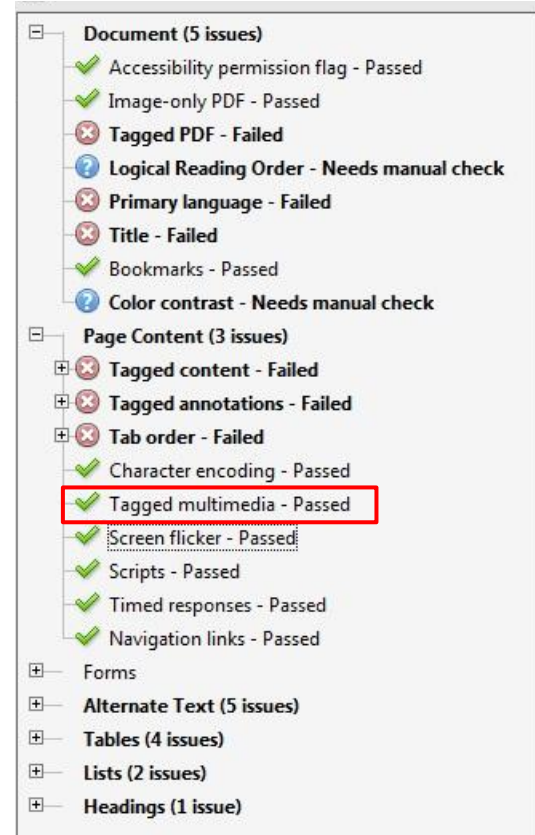 Document (5 issues)
Accessibility permission flag - Passed
Image-only PDF - Passed
Tagged PDF - Failed
Logical Reading Order - Needs manual check
Primary language - Failed
Title - Failed
Bookmarks - Passed
Color contrast - Needs manual check
Page Content (3 issues)
Tagged content - Failed
Tagged annotations - Failed
Tab order - Failed
Character encoding - Passed
Tagged multimedia - Passed
Screen flicker - Passed
Scripts - Passed
Timed responses - Passed
Navigation links - Passed
Forms
Alternate Text (5 issues)
Tables (4 issues)
Lists (2 issues)
Headings (1 issue)